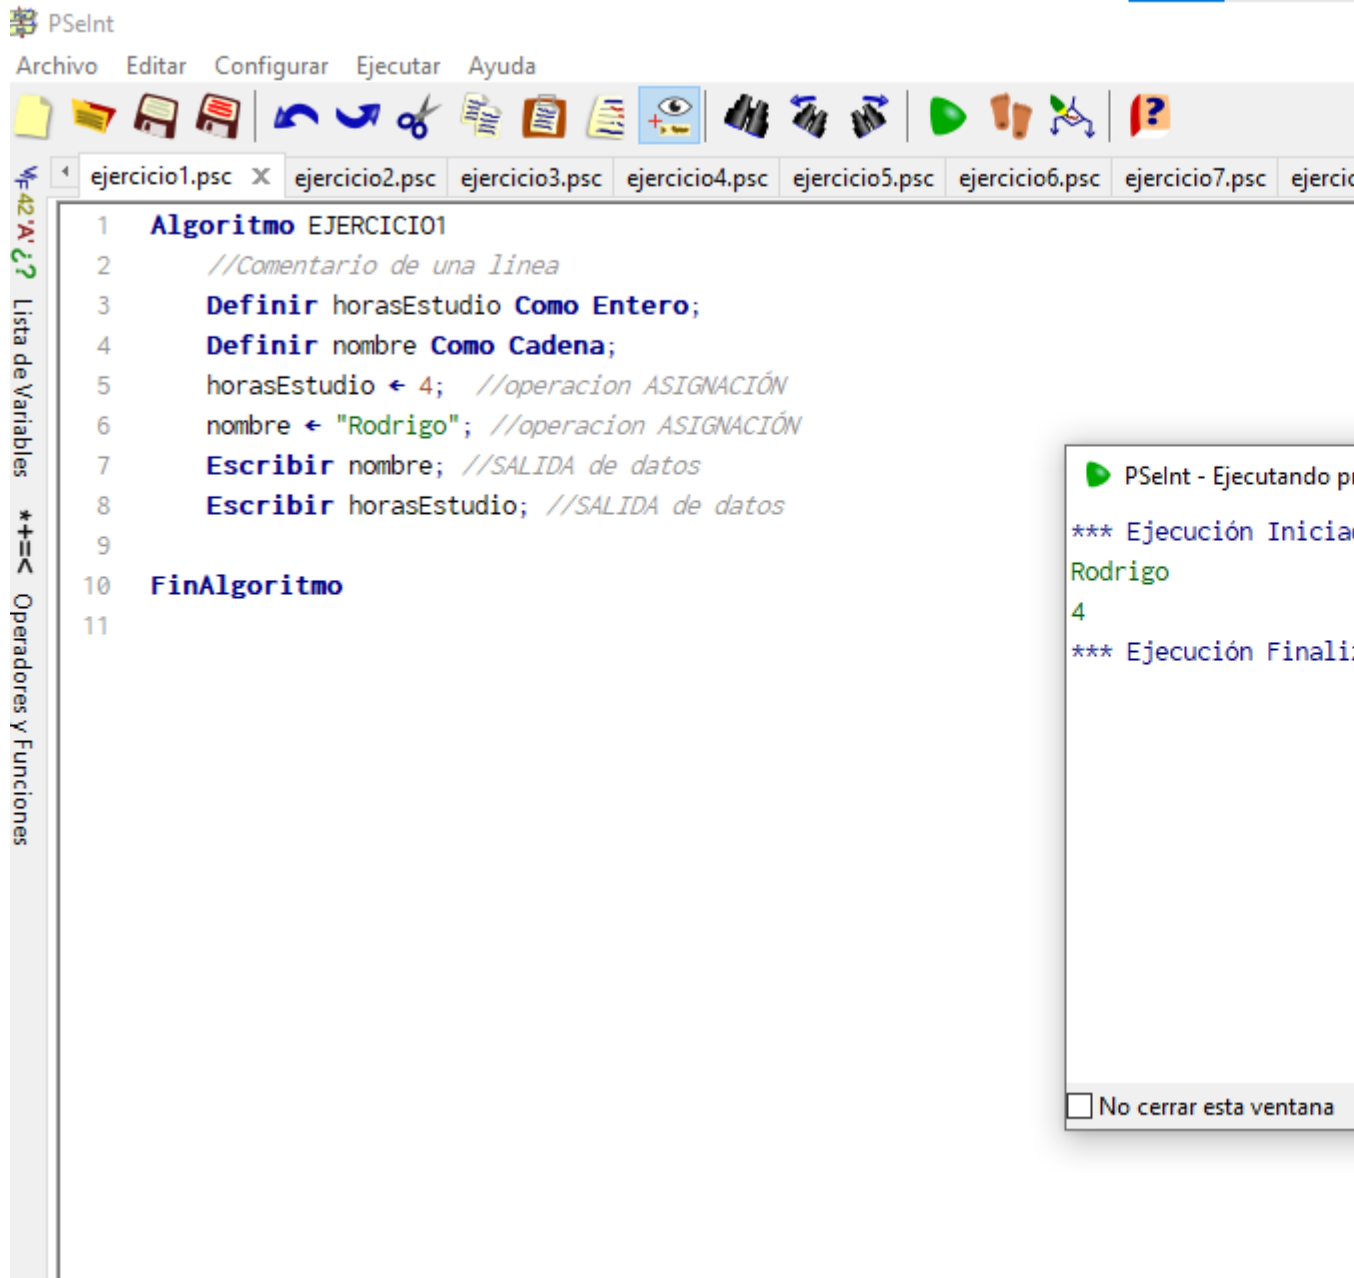 PSeInt
Archivo Editar Configurar Ejecutar Ayuda
ejercicio1.psc X ejercicio2.psc ejercicio3.psc ejercicio4.psc ejercicio5.psc ejercicio6.psc ejercicio7.psc
42 'A' ¿? Lista de Variables *+=< Operadores y Funciones
1 Algoritmo EJERCICIO1
2 //Comentario de una linea
3 Definir horasEstudio Como Entero;
4 Definir nombre Como Cadena;
5 horasEstudio ← 4; //operacion ASIGNACIÓN
6 nombre ← "Rodrigo"; //operacion ASIGNACIÓN
7 Escribir nombre; //SALIDA de datos
8 Escribir horasEstudio; //SALIDA de datos
9
10 FinAlgoritmo
11
PSeInt - Ejecutando
*** Ejecución
Rodrigo
4
*** Ejecución
No cerrar esta ventana